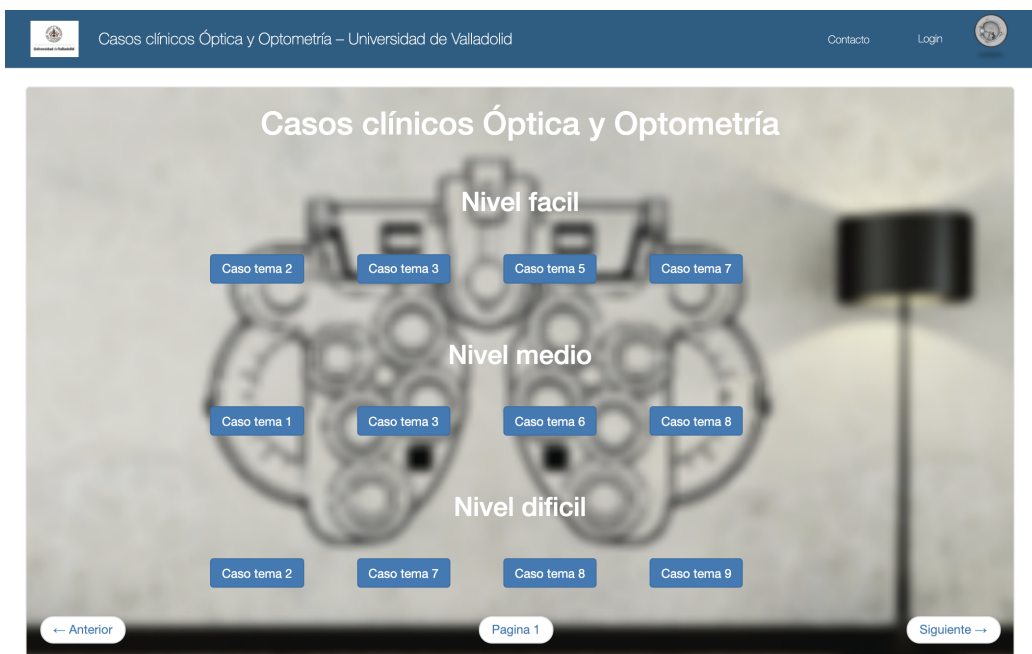 Universidad de Valladolid
Casos clínicos Óptica y Optometría – Universidad de Valladolid
Contacto
Login
Casos clínicos Óptica y Optometría
Nivel facil
Caso tema 2
Caso tema 3
Caso tema 5
Caso tema 7
Nivel medio
Caso tema 1
Caso tema 3
Caso tema 6
Caso tema 8
Nivel dificil
Caso tema 2
Caso tema 7
Caso tema 8
Caso tema 9
← Anterior
Pagina 1
Siguiente →